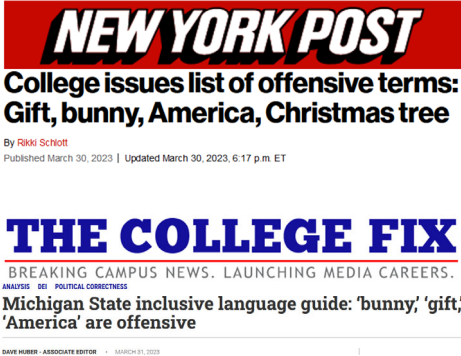 NEW YORK POST
College issues list of offensive terms:
Gift, bunny, America, Christmas tree
By Rikki Schlott
Published March 30, 2023 | Updated March 30, 2023, 6:17 p.m. ET
THE COLLEGE FIX
BREAKING CAMPUS NEWS. LAUNCHING MEDIA CAREERS.
ANALYSIS DEI POLITICAL CORRECTNESS
Michigan State inclusive language guide: ‘bunny,’ ‘gift,’
‘America’ are offensive
DAVE HUBER - ASSOCIATE EDITOR • MARCH 31, 2023